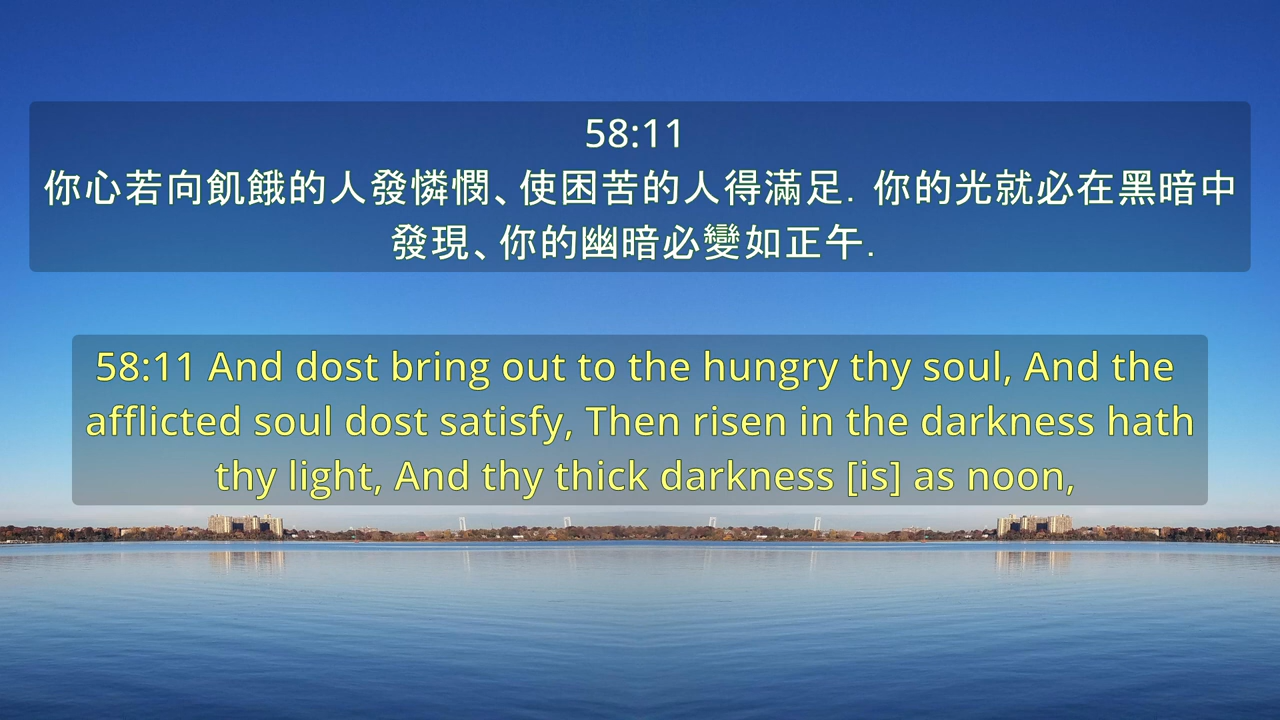 58:11
你心若向飢餓的人發憐憫、使困苦的人得滿足. 你的光就必在黑暗中
發現、你的幽暗必變如正午.
58:11 And dost bring out to the hungry thy soul, And the
afflicted soul dost satisfy, Then risen in the darkness hath
thy light, And thy thick darkness [is] as noon,